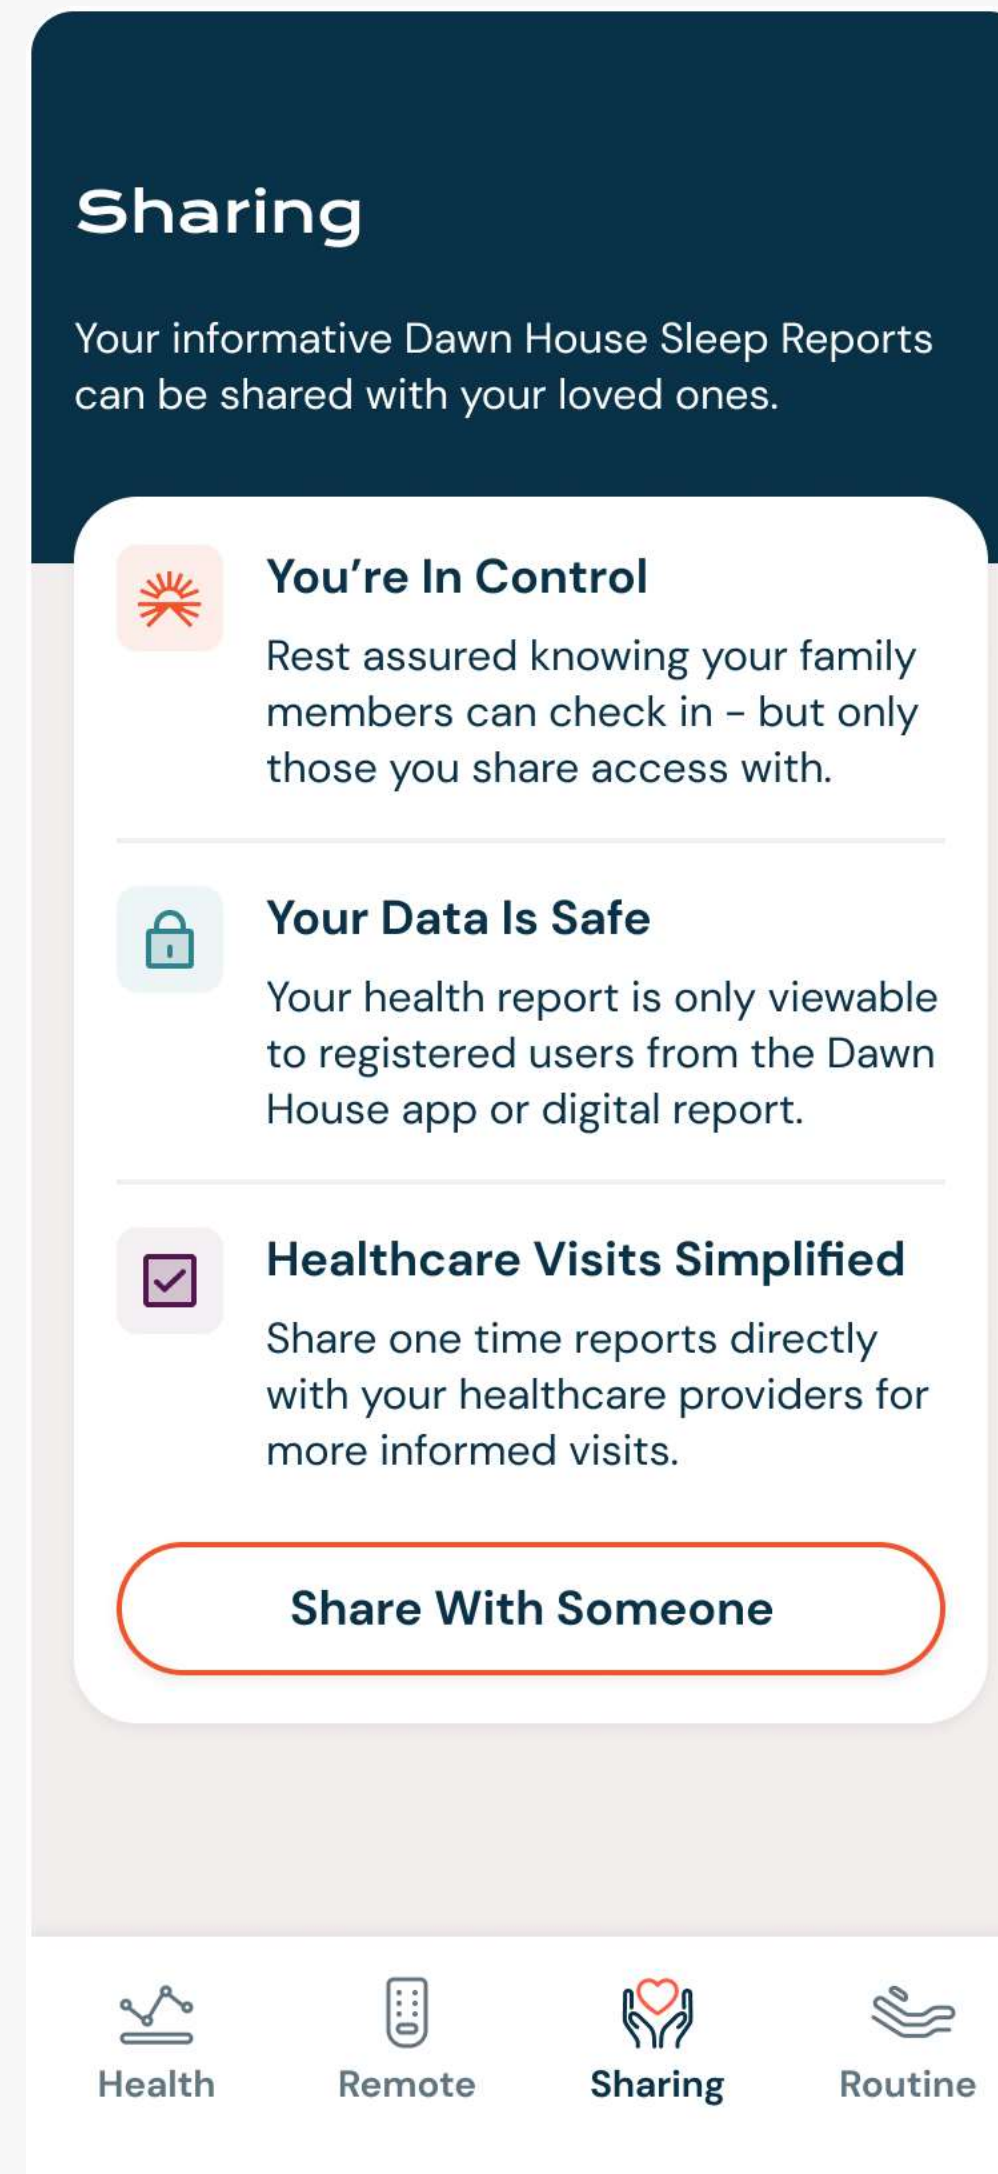 Sharing
Your informative Dawn House Sleep Reports
can be shared with your loved ones.
You’re In Control
Rest assured knowing your family
members can check in – but only
those you share access with.
Your Data Is Safe
Your health report is only viewable
to registered users from the Dawn
House app or digital report.
Healthcare Visits Simplified
Share one time reports directly
with your healthcare providers for
more informed visits.
Share With Someone
Health
Remote
Sharing
Routine